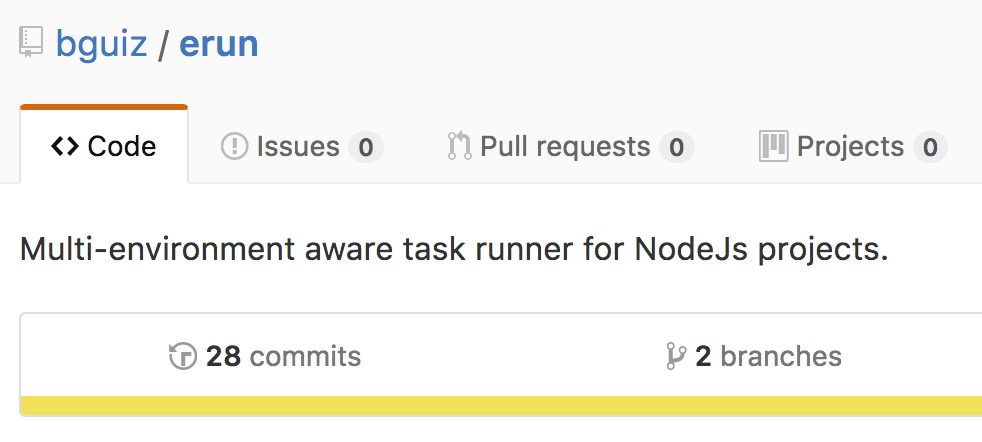 bguiz / erun
Code Issues 0 Pull requests 0 Projects 0
Multi-environment aware task runner for NodeJs projects.
28 commits 2 branches